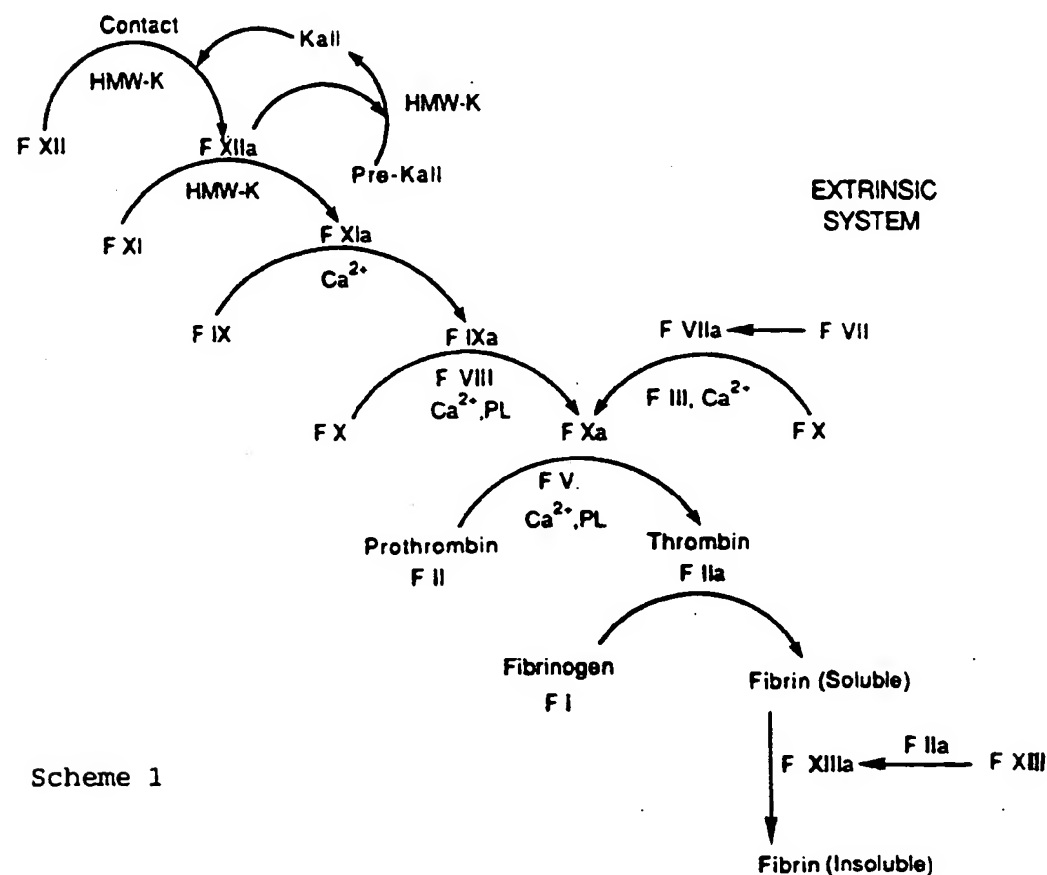 Contact
Kall
HMW-K
HMW-K
F XII
F XIIa
Pre-Kall
HMW-K
EXTRINSIC
SYSTEM
F XI
F XIa
Ca2+
F IX
F IXa
F VIIa
F VII
F VIII
Ca2+,PL
F III, Ca2+
F X
F Xa
F X
F V.
Ca2+,PL
Prothrombin
F II
Thrombin
F IIa
Fibrinogen
F I
Fibrin (Soluble)
F XIIIa
F IIa
F XIII
Scheme 1
Fibrin (Insoluble)